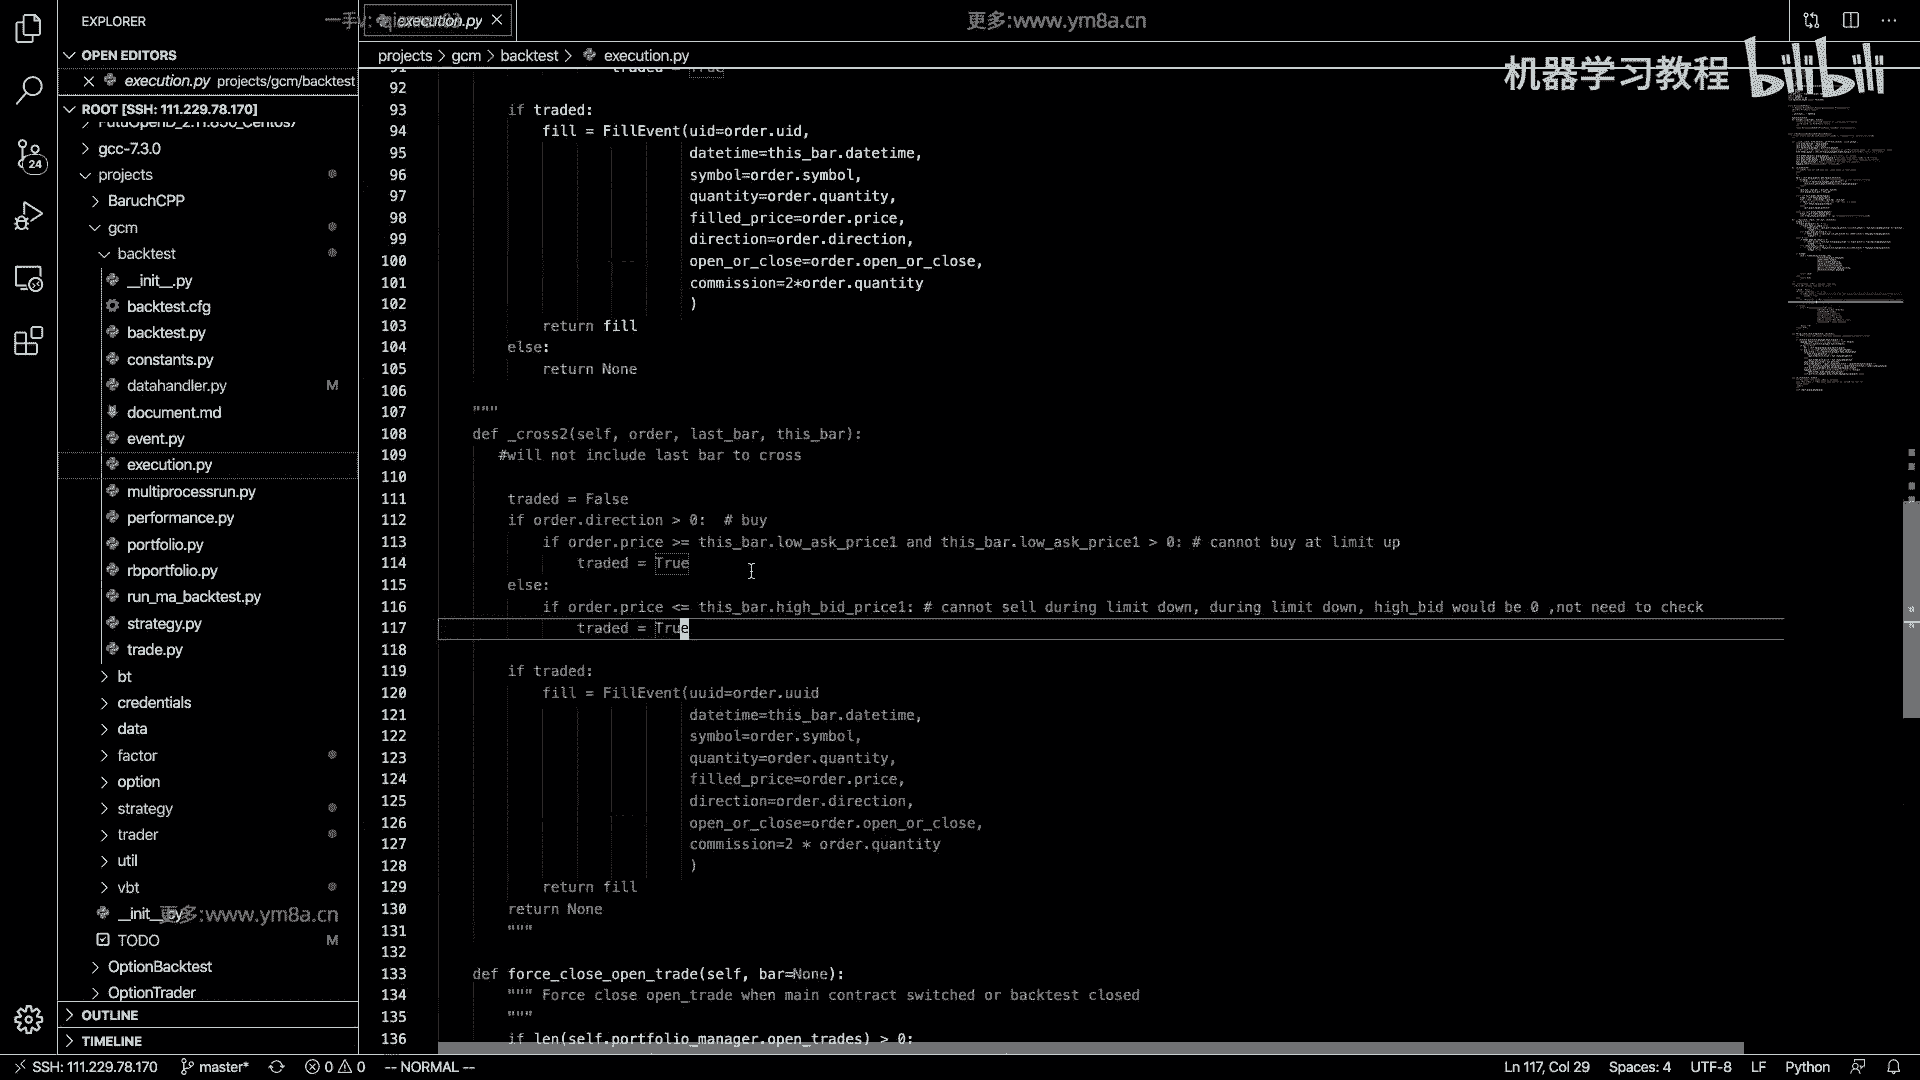 EXPLORER
execution.py
更多:www.ym8a.cn
OPEN EDITORS
execution.py projects/gcm/backtest
projects > gcm > backtest > execution.py
机器学习教程 bilibili
ROOT [SSH: 111.229.78.170]
gcc-7.3.0
projects
BaruchCPP
gcm
backtest
__init__.py
backtest.cfg
backtest.py
constants.py
datahandler.py M
document.md
event.py
execution.py
multiprocessrun.py
performance.py
portfolio.py
rbportfolio.py
run_ma_backtest.py
strategy.py
trade.py
bt
credentials
data
factor
option
strategy
trader
util
vbt
更多:www.ym8a.cn
TODO M
OptionBacktest
OptionTrader
OUTLINE
TIMELINE
24
92
93 if traded:
94 fill = FillEvent(uid=order.uid,
95 datetime=this_bar.datetime,
96 symbol=order.symbol,
97 quantity=order.quantity,
98 filled_price=order.price,
99 direction=order.direction,
100 open_or_close=order.open_or_close,
101 commission=2*order.quantity
102 )
103 return fill
104 else:
105 return None
106
107 """
108 def _cross2(self, order, last_bar, this_bar):
109 #will not include last bar to cross
110
111 traded = False
112 if order.direction > 0: # buy
113 if order.price >= this_bar.low_ask_price1 and this_bar.low_ask_price1 > 0: # cannot buy at limit up
114 traded = True
115 else:
116 if order.price <= this_bar.high_bid_price1: # cannot sell during limit down, during limit down, high_bid would be 0 ,not need to check
117 traded = True
118
119 if traded:
120 fill = FillEvent(uuid=order.uuid
121 datetime=this_bar.datetime,
122 symbol=order.symbol,
123 quantity=order.quantity,
124 filled_price=order.price,
125 direction=order.direction,
126 open_or_close=order.open_or_close,
127 commission=2 * order.quantity
128 )
129 return fill
130 return None
131 """
132
133 def force_close_open_trade(self, bar=None):
134 """ Force close open_trade when main contract switched or backtest closed
135 """
136 if len(self.portfolio_manager.open_trades) > 0:
SSH: 111.229.78.170 master* 0 0 -- NORMAL -- Ln 117, Col 29 Spaces: 4 UTF-8 LF Python